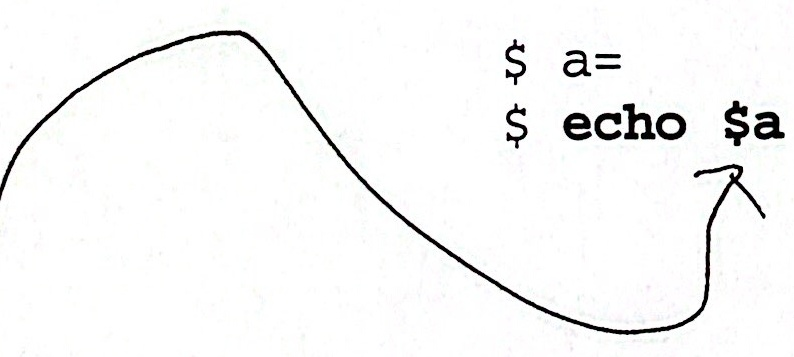 $ a=
$ echo $a